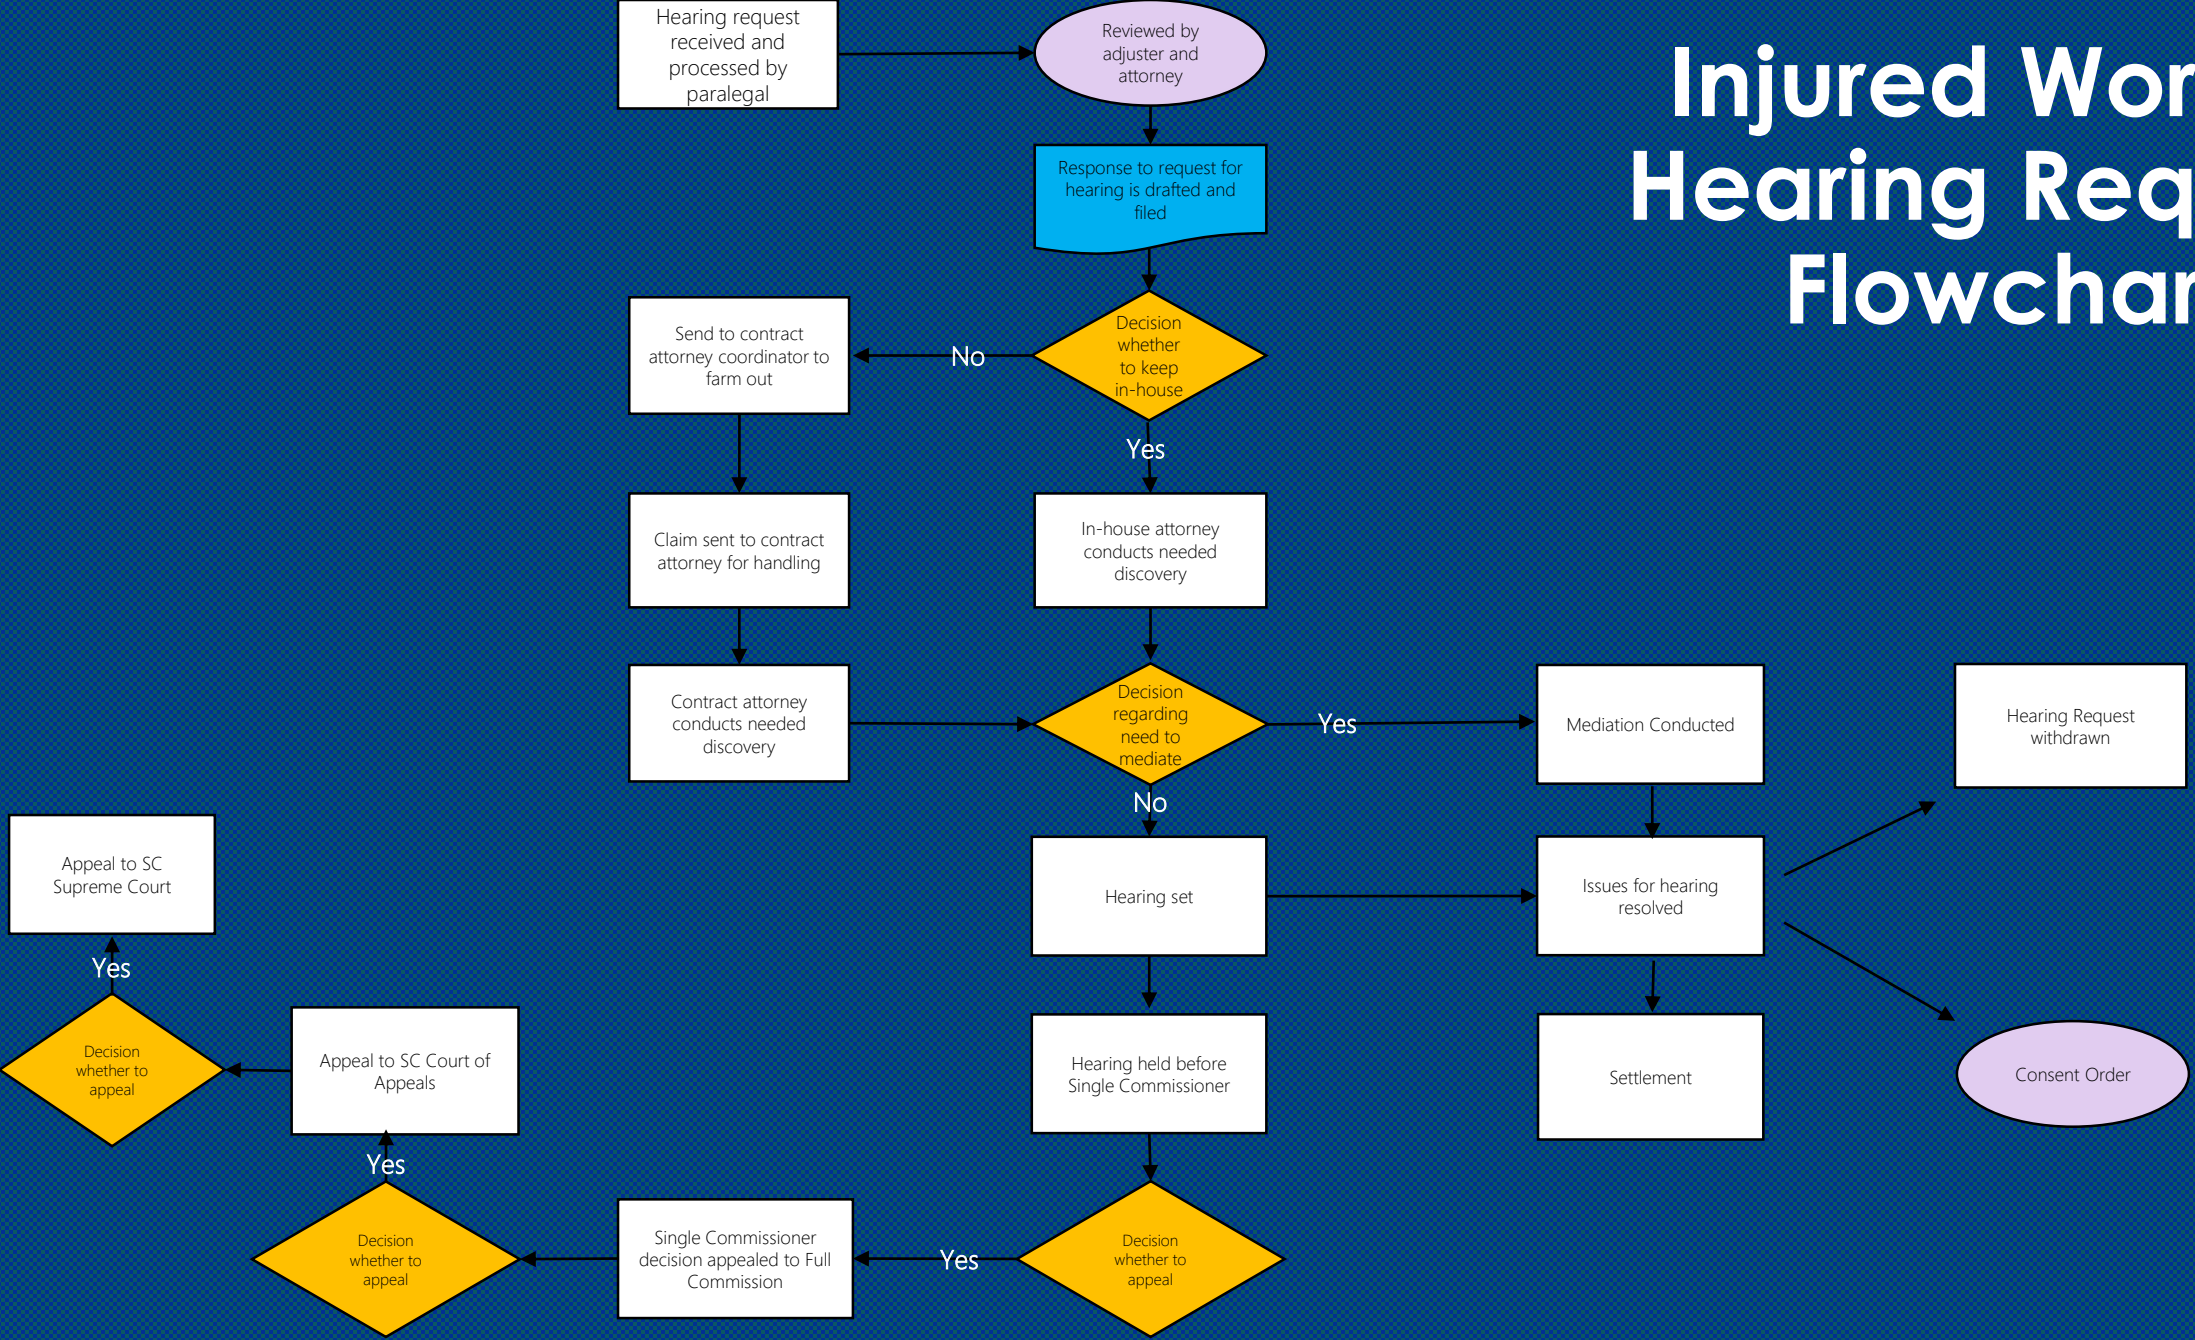 Hearing request
received and
processed by
paralegal
Reviewed by
adjuster and
attorney
Injured Wor
Hearing Req
Flowchar
Response to request for
hearing is drafted and
filed
Send to contract
attorney coordinator to
farm out
No
Decision
whether
to keep
in-house
Yes
Claim sent to contract
attorney for handling
In-house attorney
conducts needed
discovery
Contract attorney
conducts needed
discovery
Decision
regarding
need to
mediate
Yes
Mediation Conducted
Hearing Request
withdrawn
No
Appeal to SC
Supreme Court
Hearing set
Issues for hearing
resolved
Yes
Decision
whether to
appeal
Appeal to SC Court of
Appeals
Hearing held before
Single Commissioner
Settlement
Consent Order
Yes
Decision
whether to
appeal
Single Commissioner
decision appealed to Full
Commission
Yes
Decision
whether to
appeal